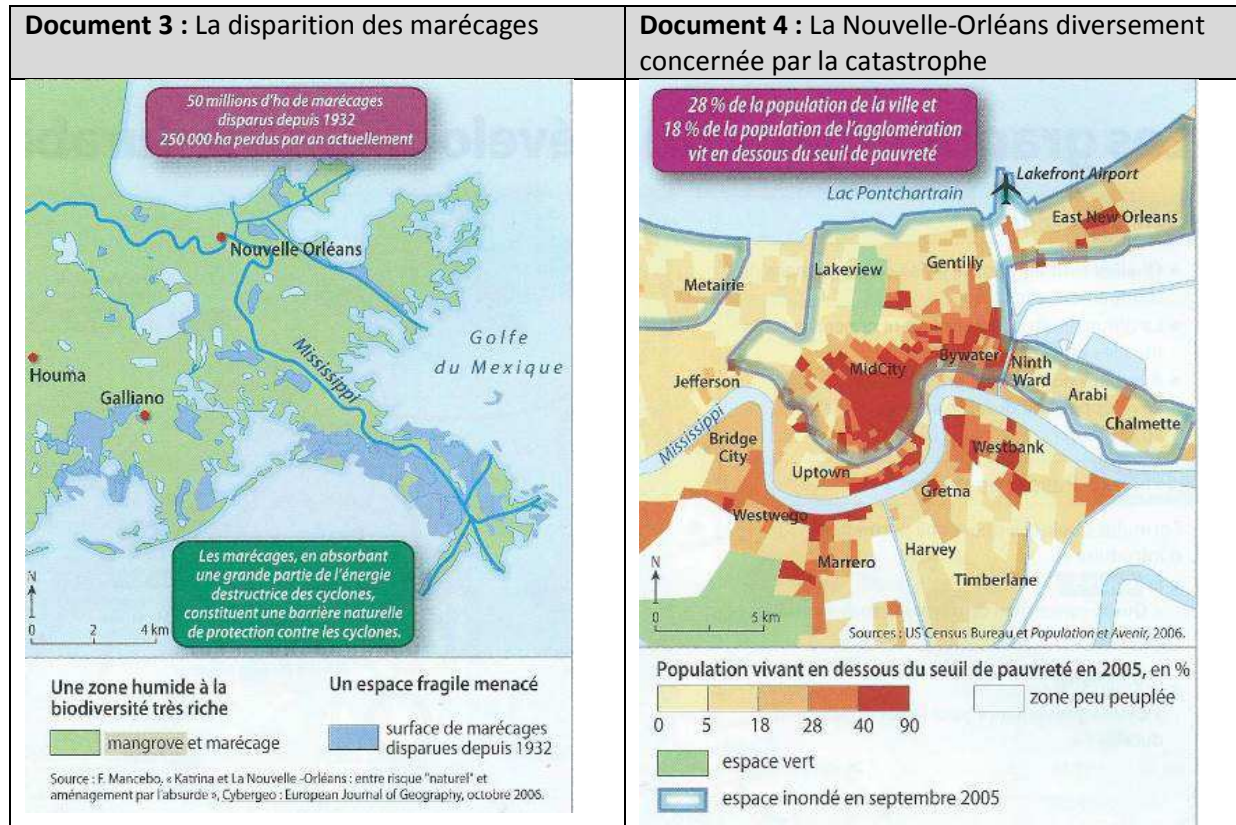 Document 3 : La disparition des marécages
50 millions d'ha de marécages
disparus depuis 1932
250 000 ha perdus par an actuellement
Nouvelle Orléans
Golfe
du Mexique
Mississippi
Houma
Galliano
Les marécages, en absorbant
une grande partie de l'énergie
destructrice des cyclones,
constituent une barrière naturelle
de protection contre les cyclones.
N
0 2 4 km
Une zone humide à la
biodiversité très riche
mangrove et marécage
Un espace fragile menacé
surface de marécages
disparues depuis 1932
Source : F. Mancebo, « Katrina et La Nouvelle -Orléans : entre risque "naturel" et
aménagement par l'absurde », Cybergeo : European Journal of Geography, octobre 2006.
Document 4 : La Nouvelle-Orléans diversement
concernée par la catastrophe
28 % de la population de la ville et
18 % de la population de l'agglomération
vit en dessous du seuil de pauvreté
Lakefront Airport
Lac Pontchartrain
East New Orleans
Gentilly
Lakeview
Metairie
Bywater
MidCity
Ninth
Ward
Jefferson
Arabi
Chalmette
Mississippi
Bridge
City
Westbank
Uptown
Gretna
Westwego
Harvey
Marrero
Timberlane
N
0 5 km
Sources : US Census Bureau et Population et Avenir, 2006.
Population vivant en dessous du seuil de pauvreté en 2005, en %
0 5 18 28 40 90
zone peu peuplée
espace vert
espace inondé en septembre 2005